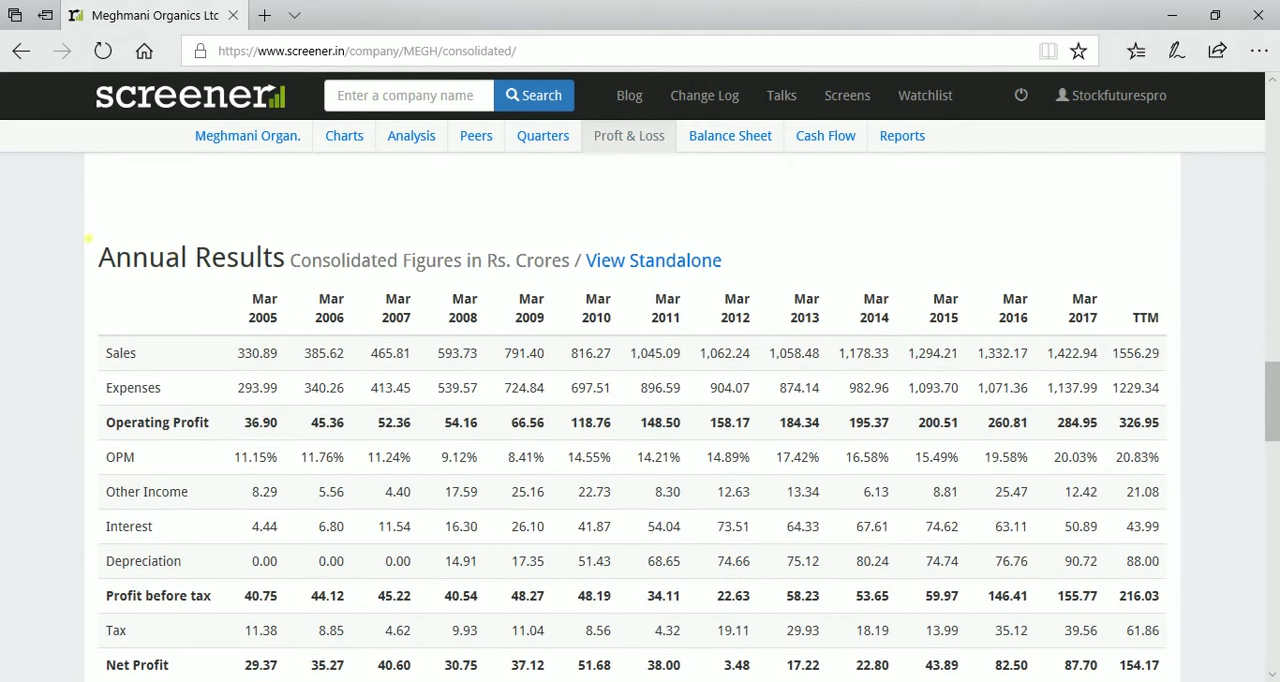 Meghmani Organics Ltc
https://www.screener.in/company/MEGH/consolidated/
screener
Enter a company name
Search
Blog
Change Log
Talks
Screens
Watchlist
Stockfuturespro
Meghmani Organ.
Charts
Analysis
Peers
Quarters
Proft & Loss
Balance Sheet
Cash Flow
Reports
Annual Results Consolidated Figures in Rs. Crores / View Standalone
Mar Mar Mar Mar Mar Mar Mar Mar Mar Mar Mar Mar Mar
2005 2006 2007 2008 2009 2010 2011 2012 2013 2014 2015 2016 2017 TTM
Sales 330.89 385.62 465.81 593.73 791.40 816.27 1,045.09 1,062.24 1,058.48 1,178.33 1,294.21 1,332.17 1,422.94 1556.29
Expenses 293.99 340.26 413.45 539.57 724.84 697.51 896.59 904.07 874.14 982.96 1,093.70 1,071.36 1,137.99 1229.34
Operating Profit 36.90 45.36 52.36 54.16 66.56 118.76 148.50 158.17 184.34 195.37 200.51 260.81 284.95 326.95
OPM 11.15% 11.76% 11.24% 9.12% 8.41% 14.55% 14.21% 14.89% 17.42% 16.58% 15.49% 19.58% 20.03% 20.83%
Other Income 8.29 5.56 4.40 17.59 25.16 22.73 8.30 12.63 13.34 6.13 8.81 25.47 12.42 21.08
Interest 4.44 6.80 11.54 16.30 26.10 41.87 54.04 73.51 64.33 67.61 74.62 63.11 50.89 43.99
Depreciation 0.00 0.00 0.00 14.91 17.35 51.43 68.65 74.66 75.12 80.24 74.74 76.76 90.72 88.00
Profit before tax 40.75 44.12 45.22 40.54 48.27 48.19 34.11 22.63 58.23 53.65 59.97 146.41 155.77 216.03
Tax 11.38 8.85 4.62 9.93 11.04 8.56 4.32 19.11 29.93 18.19 13.99 35.12 39.56 61.86
Net Profit 29.37 35.27 40.60 30.75 37.12 51.68 38.00 3.48 17.22 22.80 43.89 82.50 87.70 154.17